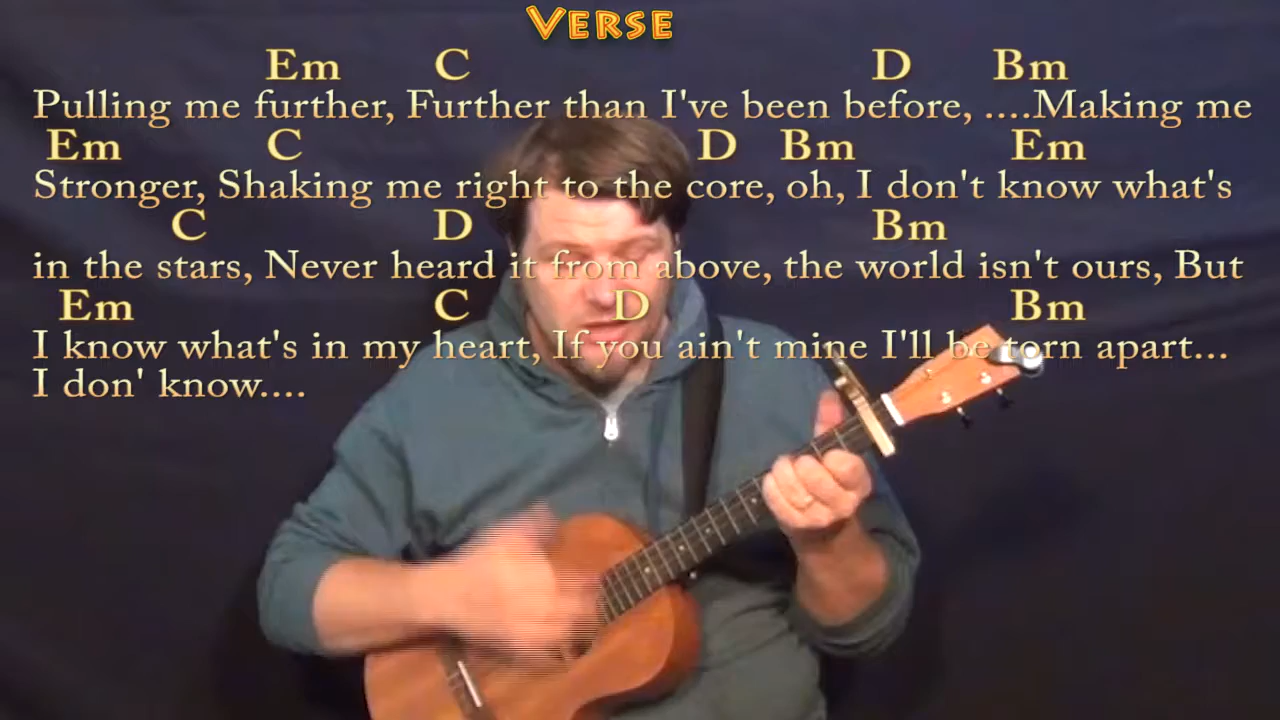 VERSE
Em C D Bm
Pulling me further, Further than I've been before, ....Making me
Em C D Bm Em
Stronger, Shaking me right to the core, oh, I don't know what's
C D Bm
in the stars, Never heard it from above, the world isn't ours, But
Em C D Bm
I know what's in my heart, If you ain't mine I'll be torn apart...
I don' know....